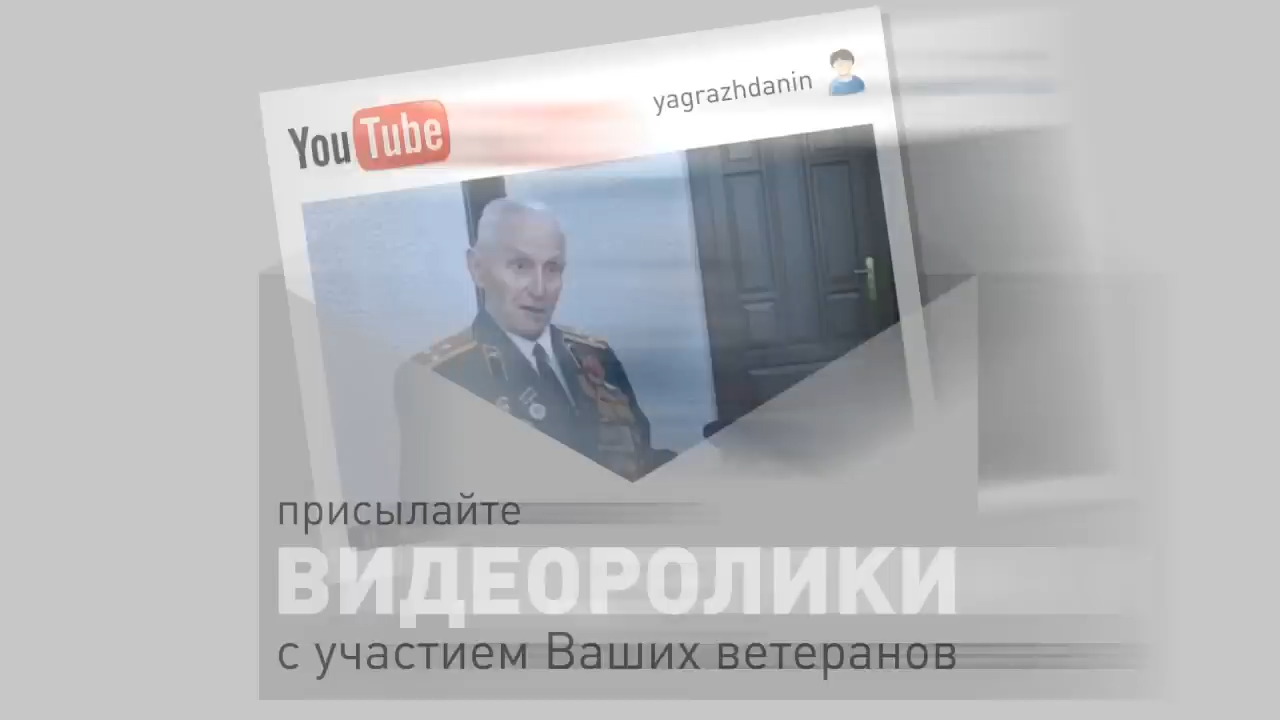 YouTube
yagrazhdanin
присылайте
ВИДЕОРОЛИКИ
с участием Ваших ветеранов